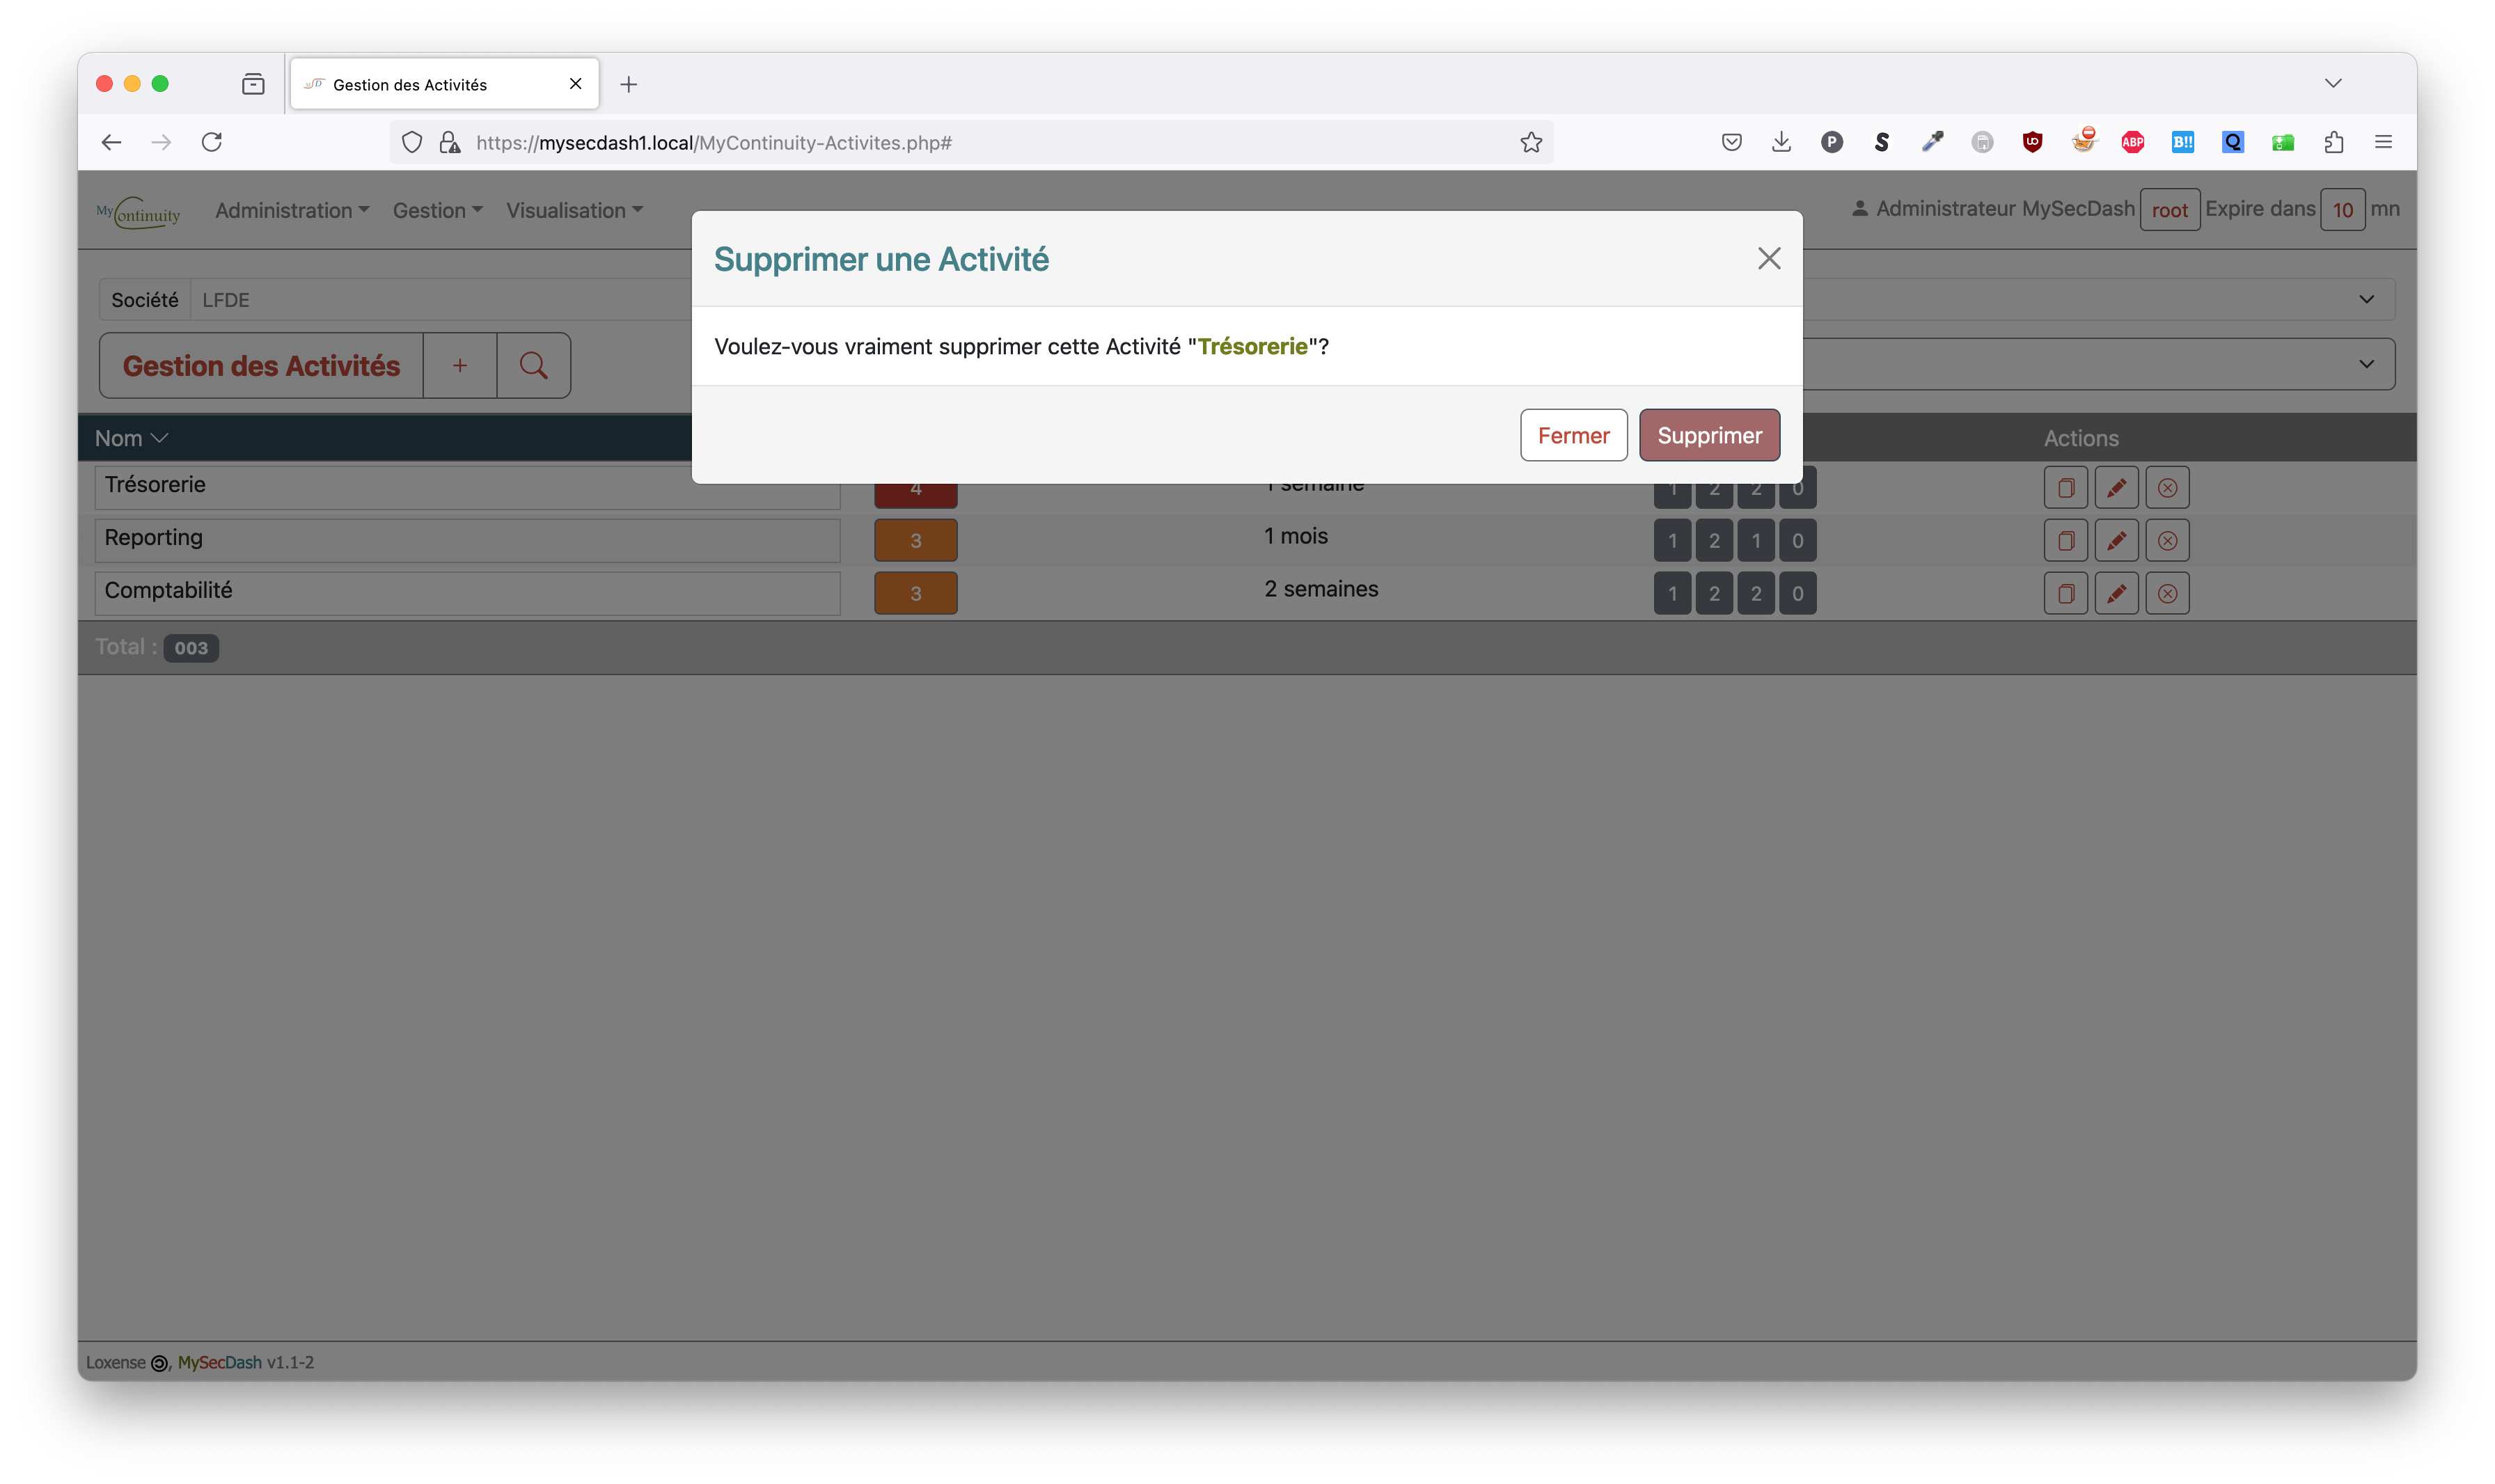 Gestion des Activités
https://mysecdash1.local/MyContinuity-Activites.php#
P S UO ABP B!! Q
MyContinuity Administration Gestion Visualisation Administrateur MySecDash root Expire dans 10 mn
Supprimer une Activité
Société LFDE
Voulez-vous vraiment supprimer cette Activité "Trésorerie"?
Gestion des Activités +
Fermer Supprimer
Nom Actions
Trésorerie 4 1 semaine 1 2 2 0
Reporting 3 1 mois 1 2 1 0
Comptabilité 3 2 semaines 1 2 2 0
Total : 003
Loxense , MySecDash v1.1-2